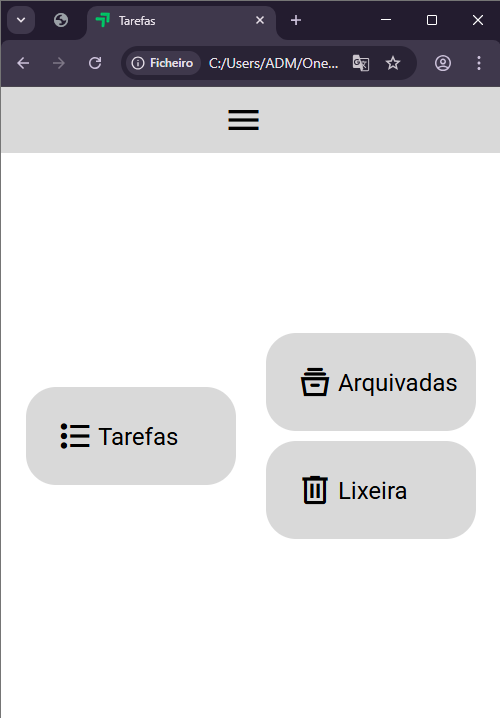 Tarefas
Ficheiro C:/Users/ADM/One...
Arquivadas
Tarefas
Lixeira